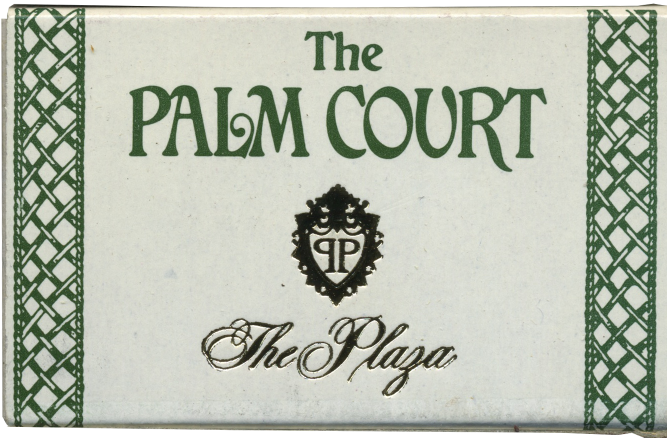 The
PALM COURT
PP
The Plaza